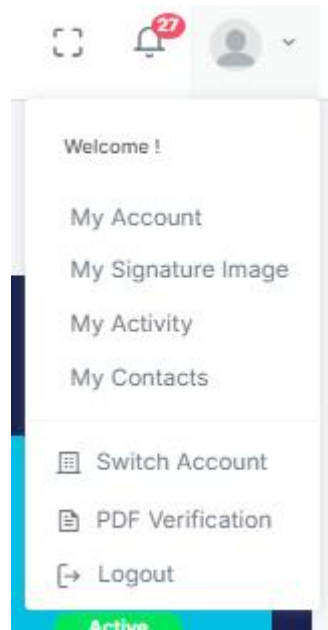 27
Welcome !
My Account
My Signature Image
My Activity
My Contacts
Switch Account
PDF Verification
Logout
Active